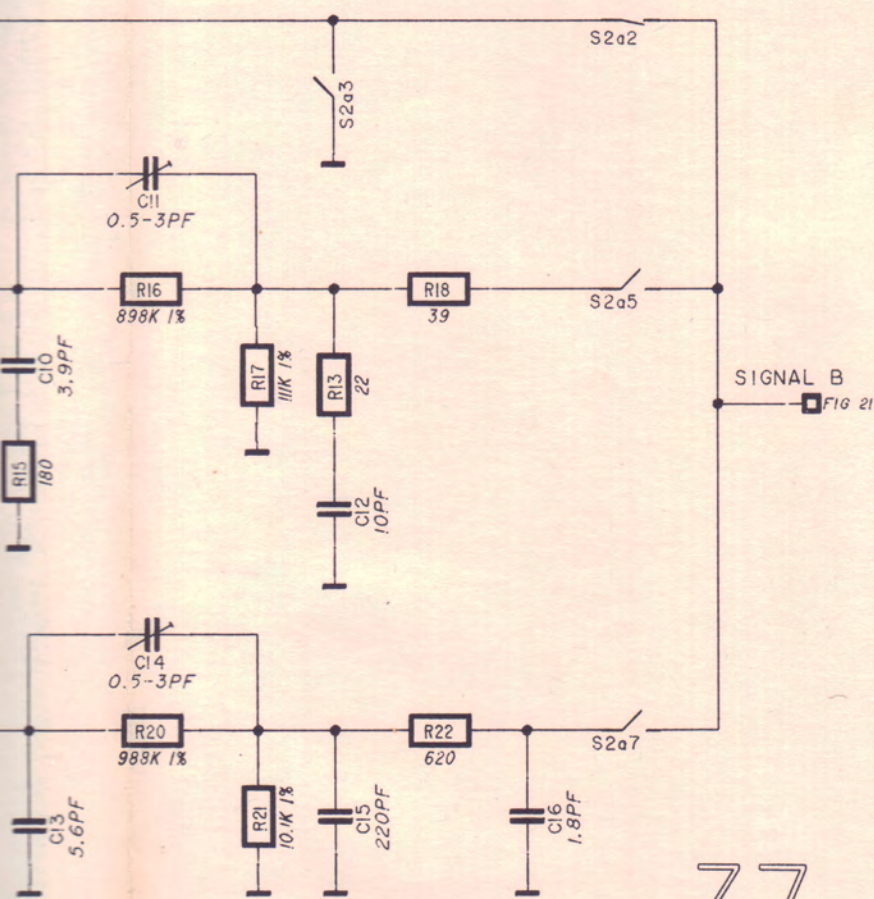 S2a2
S2a3
C11
0.5-3PF
R16
898K 1%
R18
39
S2a5
C10
3.9PF
R17
111K 1%
R13
22
SIGNAL B
FIG 21
R15
180
C12
10PF
C14
0.5-3PF
R20
988K 1%
R22
620
S2a7
C13
5.6PF
R21
10.1K 1%
C15
220PF
C16
1.8PF